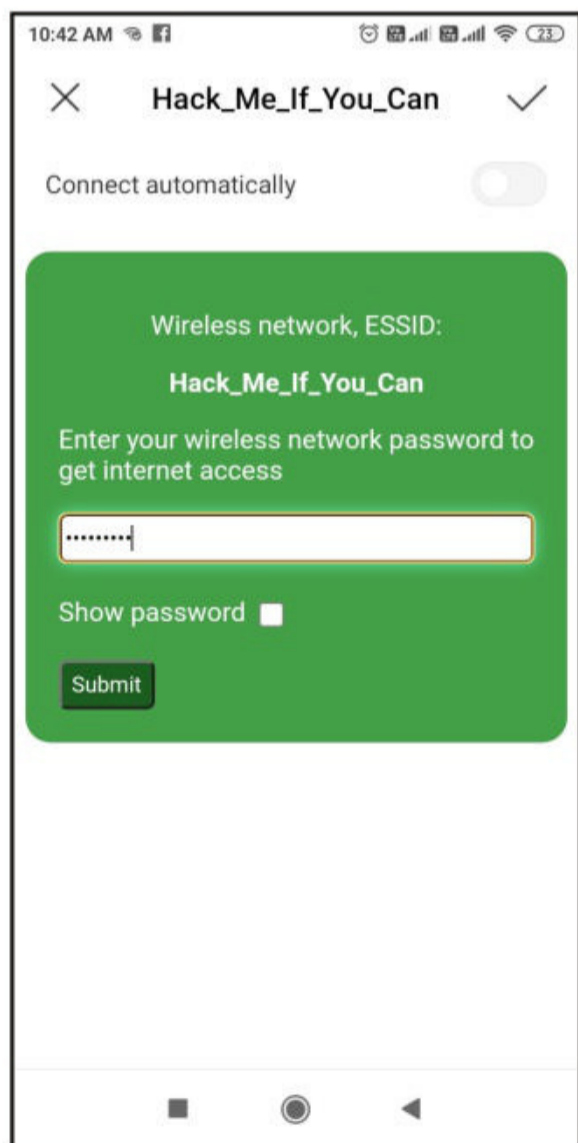 10:42 AM 23
Hack_Me_If_You_Can
Connect automatically
Wireless network, ESSID:
Hack_Me_If_You_Can
Enter your wireless network password to
get internet access
•••••••••
Show password
Submit